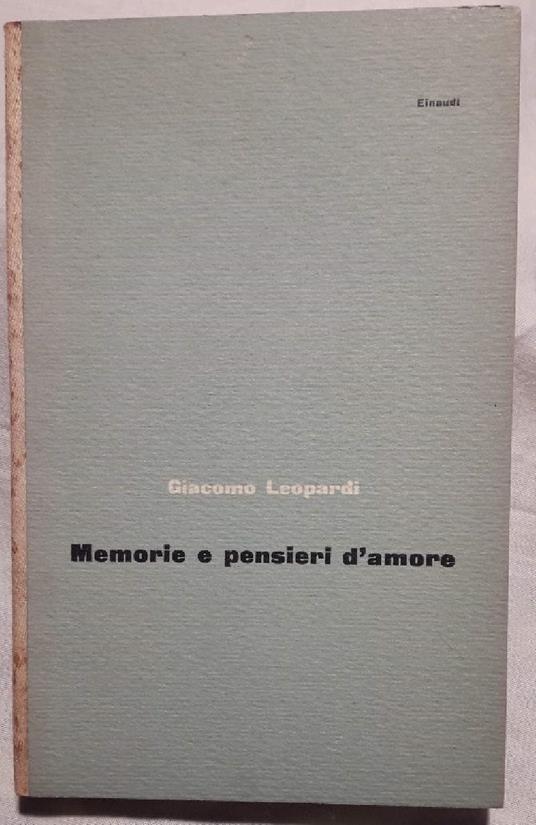 Einaudi
Giacomo Leopardi
Memorie e pensieri d'amore